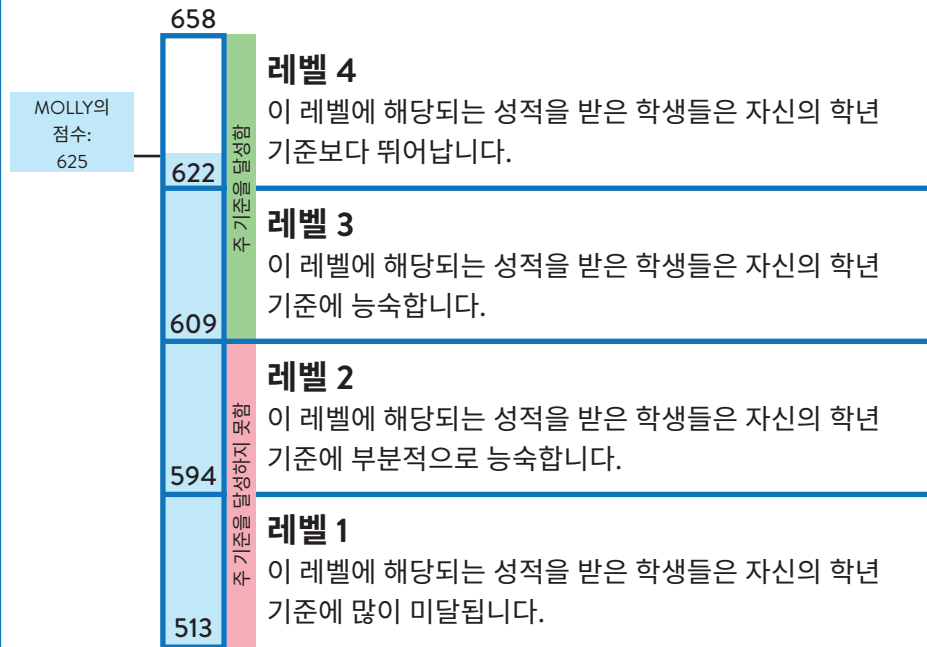 658
MOLLY의
점수:
625
레벨 4
이 레벨에 해당되는 성적을 받은 학생들은 자신의 학년
기준보다 뛰어납니다.
622
주 기준을 달성함
레벨 3
이 레벨에 해당되는 성적을 받은 학생들은 자신의 학년
기준에 능숙합니다.
609
레벨 2
이 레벨에 해당되는 성적을 받은 학생들은 자신의 학년
기준에 부분적으로 능숙합니다.
594
주 기준을 달성하지 못함
레벨 1
이 레벨에 해당되는 성적을 받은 학생들은 자신의 학년
기준에 많이 미달됩니다.
513